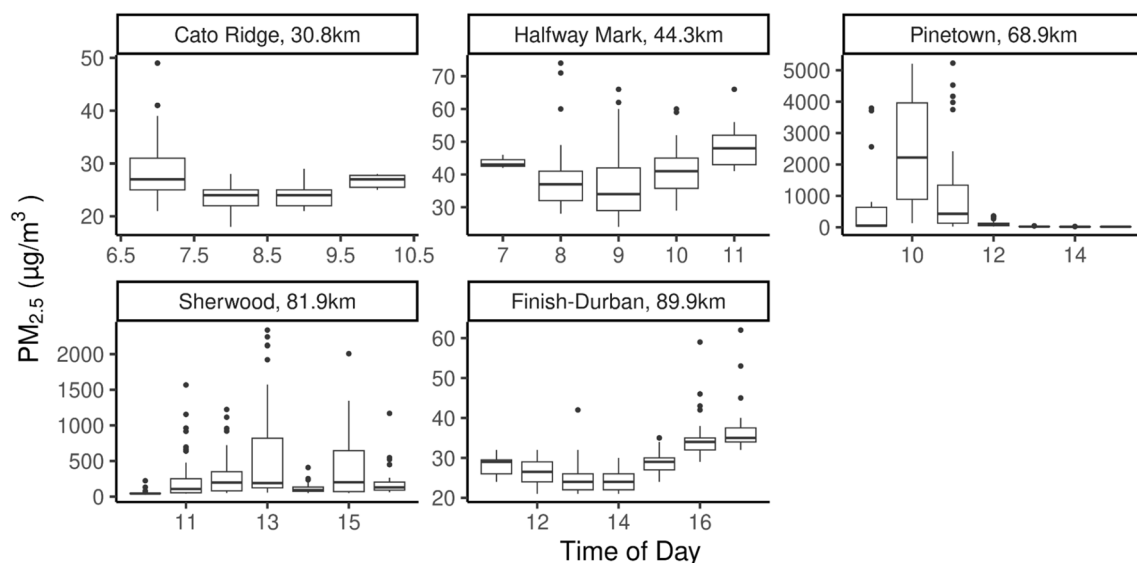 PM2.5 (µg/m3)
Cato Ridge, 30.8km
50
40
30
20
6.5 7.5 8.5 9.5 10.5
Halfway Mark, 44.3km
70
60
50
40
30
7 8 9 10 11
Pinetown, 68.9km
5000
4000
3000
2000
1000
0
10 12 14
Sherwood, 81.9km
2000
1500
1000
500
0
11 13 15
Finish-Durban, 89.9km
60
50
40
30
20
12 14 16
Time of Day